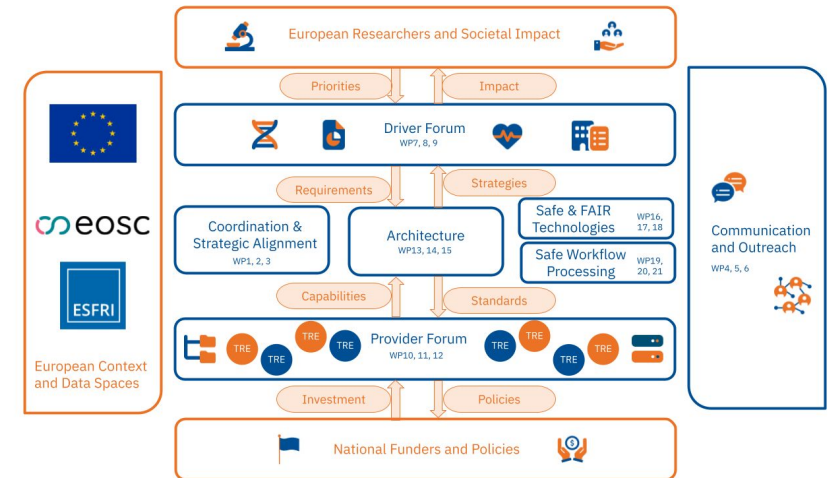 European Researchers and Societal Impact
Priorities
Impact
Driver Forum
WP7, 8, 9
Requirements
Strategies
eosc
ESFRI
European Context
and Data Spaces
Coordination &
Strategic Alignment
WP1, 2, 3
Architecture
WP13, 14, 15
Safe & FAIR
Technologies
WP16,
17, 18
Safe Workflow
Processing
WP19,
20, 21
Communication
and Outreach
WP4, 5, 6
Capabilities
Standards
Provider Forum
WP10, 11, 12
TRE
TRE
TRE
TRE
TRE
TRE
TRE
TRE
Investment
Policies
National Funders and Policies
$